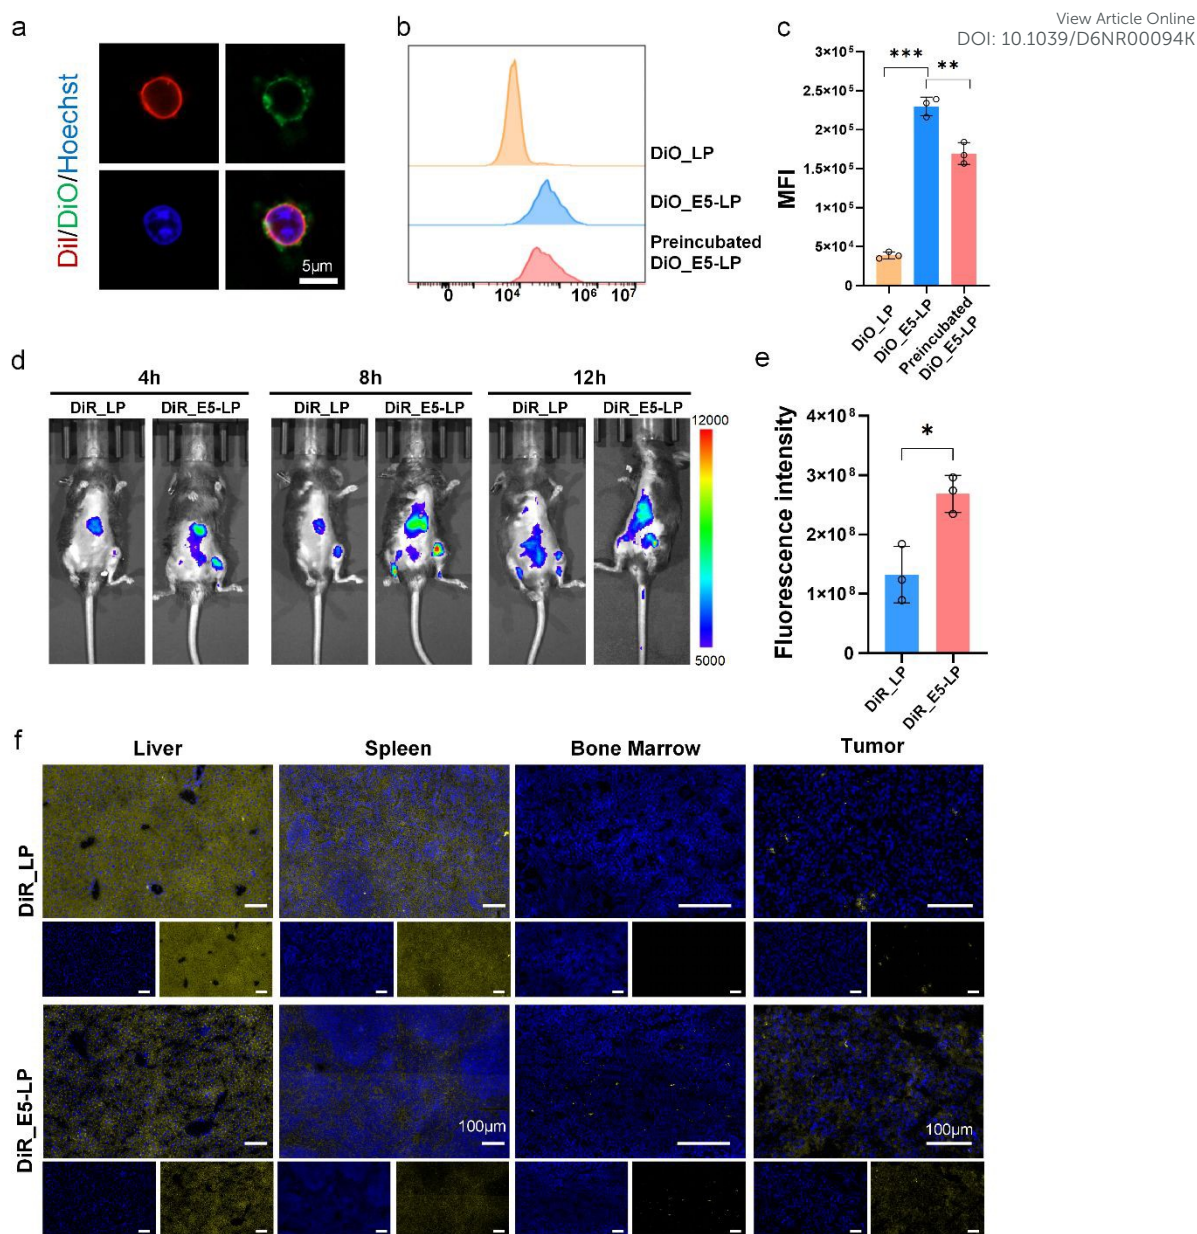 View Article Online
DOI: 10.1039/D6NR00094K
a
DiI/DiO/Hoechst
5μm
b
DiO_LP
DiO_E5-LP
Preincubated
DiO_E5-LP
0 10⁴ 10⁶ 10⁷
c
MFI
3×10⁵
2.5×10⁵
2×10⁵
1.5×10⁵
1×10⁵
5×10⁴
0
*** **
DiO_LP
DiO_E5-LP
Preincubated
DiO_E5-LP
d
4h 8h 12h
DiR_LP DiR_E5-LP DiR_LP DiR_E5-LP DiR_LP DiR_E5-LP
12000
5000
e
Fluorescence intensity
4×10⁸
3×10⁸
2×10⁸
1×10⁸
0
*
DiR_LP
DiR_E5-LP
f
Liver Spleen Bone Marrow Tumor
DiR_LP
DiR_E5-LP
100μm
100μm